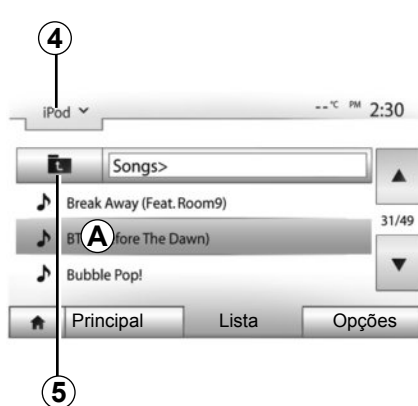 4
iPod
--°C PM 2:30
Songs>
Break Away (Feat. Room9)
31/49
A
fore The Dawn)
Bubble Pop!
Principal Lista Opções
5